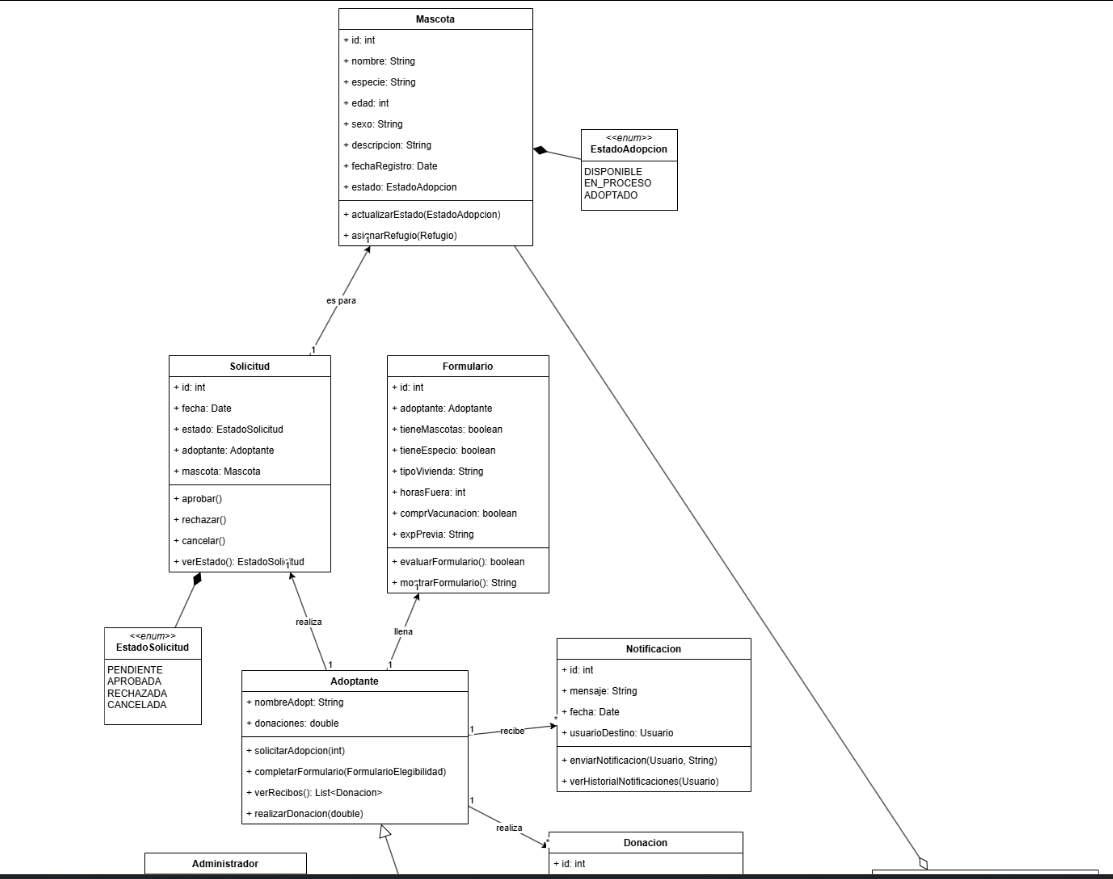 Mascota
+ id: int
+ nombre: String
+ especie: String
+ edad: int
+ sexo: String
+ descripcion: String
+ fechaRegistro: Date
+ estado: EstadoAdopcion
+ actualizarEstado(EstadoAdopcion)
+ asignarRefugio(Refugio)
1
<<enum>>
EstadoAdopcion
DISPONIBLE
EN_PROCESO
ADOPTADO
es para
1
Solicitud
+ id: int
+ fecha: Date
+ estado: EstadoSolicitud
+ adoptante: Adoptante
+ mascota: Mascota
+ aprobar()
+ rechazar()
+ cancelar()
+ verEstado(): EstadoSolicitud
1
Formulario
+ id: int
+ adoptante: Adoptante
+ tieneMascotas: boolean
+ tieneEspecio: boolean
+ tipoVivienda: String
+ horasFuera: int
+ comprVacunacion: boolean
+ expPrevia: String
+ evaluarFormulario(): boolean
+ mostrarFormulario(): String
1
<<enum>>
EstadoSolicitud
PENDIENTE
APROBADA
RECHAZADA
CANCELADA
realiza
1
llena
1
Adoptante
+ nombreAdopt: String
+ donaciones: double
+ solicitarAdopcion(int)
+ completarFormulario(FormularioElegibilidad)
+ verRecibos(): List<Donacion>
+ realizarDonacion(double)
1
recibe
*
Notificacion
+ id: int
+ mensaje: String
+ fecha: Date
+ usuarioDestino: Usuario
+ enviarNotificacion(Usuario, String)
+ verHistorialNotificaciones(Usuario)
1
realiza
*
Donacion
+ id: int
Administrador